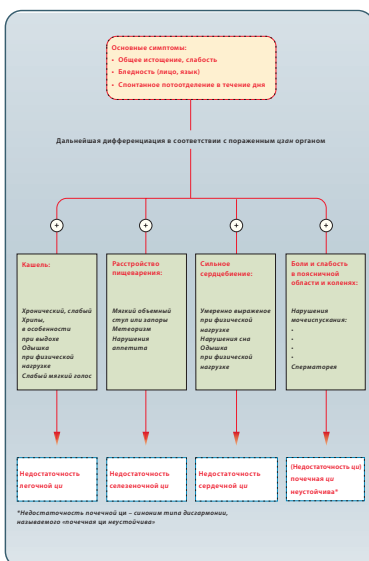 Основные симптомы:
• Общее истощение, слабость
• Бледность (лицо, язык)
• Спонтанное потоотделение в течение дня
Дальнейшая дифференциация в соответствии с пораженным цзан органом
+ + + +
Кашель:
Хронический, слабый
Хрипы,
в особенности
при выдохе
Одышка
при физической
нагрузке
Слабый мягкий голос
Расстройство
пищеварения:
Мягкий объемный
стул или запоры
Метеоризм
Нарушения
аппетита
Сильное
сердцебиение:
Умеренно выраженое
при физической
нагрузке
Нарушения сна
Одышка
при физической
нагрузке
Боли и слабость
в поясничной
области и коленях:
Нарушения
мочеиспускания:
•
•
•
•
Сперматорея
Недостаточность
легочной ци
Недостаточность
селезеночной ци
Недостаточность
сердечной ци
(Недостаточность ци)
почечная ци
неустойчива*
*Недостаточность почечной ци – синоним типа дисгармонии,
называемого «почечная ци неустойчива»